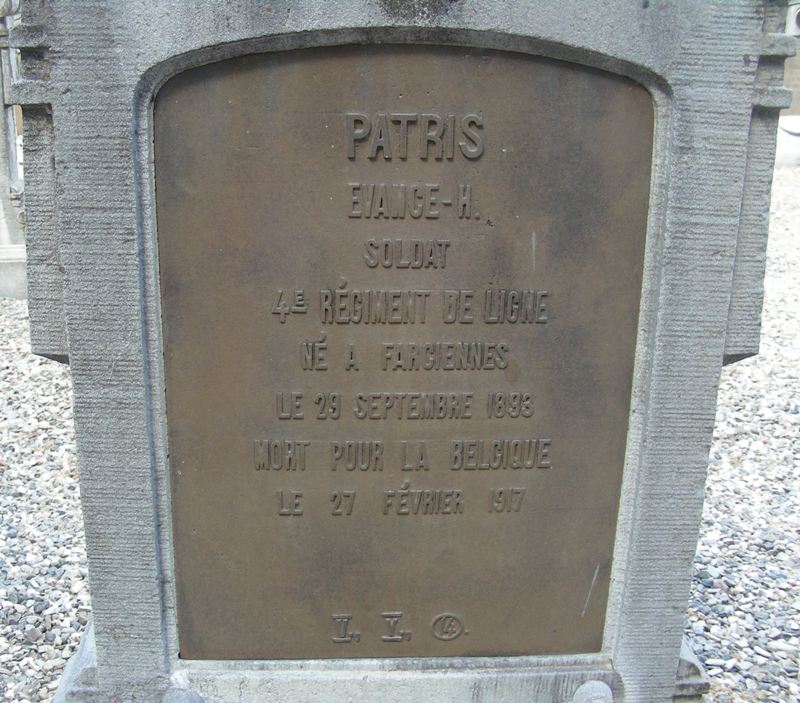 PATRIS
EVANCE-H.
SOLDAT
4E RÉGIMENT DE LIGNE
NÉ A FARCIENNES
LE 29 SEPTEMBRE 1893
MORT POUR LA BELGIQUE
LE 27 FÉVRIER 1917
4